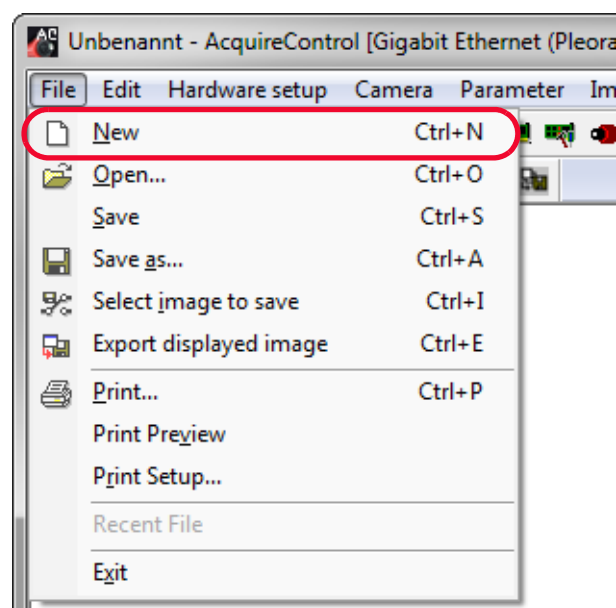 AC
Unbenannt - AcquireControl [Gigabit Ethernet (Pleora
File Edit Hardware setup Camera Parameter Im
New Ctrl+N
Open... Ctrl+O
Save Ctrl+S
Save as... Ctrl+A
Select image to save Ctrl+I
Export displayed image Ctrl+E
Print... Ctrl+P
Print Preview
Print Setup...
Recent File
Exit